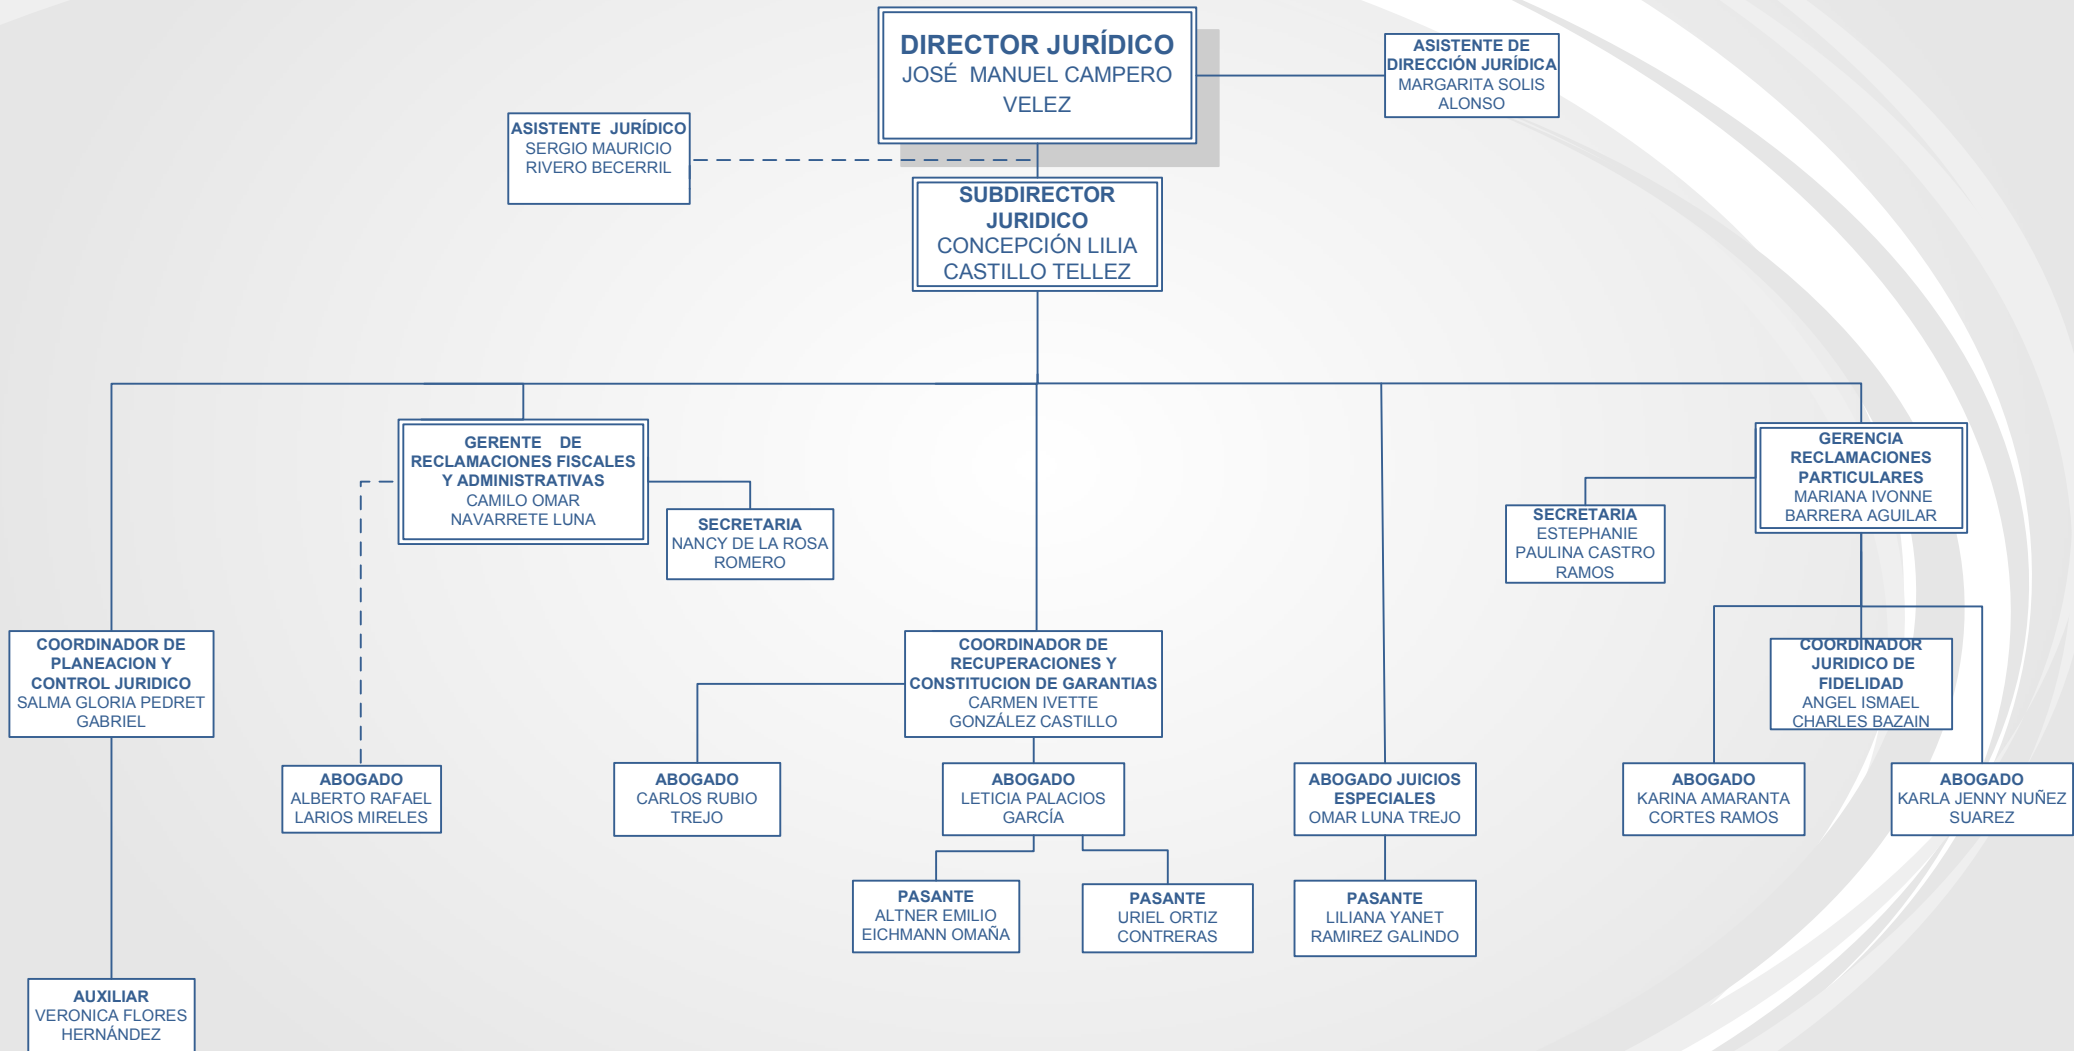 DIRECTOR JURÍDICO
JOSÉ MANUEL CAMPERO
VELEZ
ASISTENTE DE
DIRECCIÓN JURÍDICA
MARGARITA SOLIS
ALONSO
ASISTENTE JURÍDICO
SERGIO MAURICIO
RIVERO BECERRIL
SUBDIRECTOR
JURIDICO
CONCEPCIÓN LILIA
CASTILLO TELLEZ
GERENTE DE
RECLAMACIONES FISCALES
Y ADMINISTRATIVAS
CAMILO OMAR
NAVARRETE LUNA
SECRETARIA
NANCY DE LA ROSA
ROMERO
GERENCIA
RECLAMACIONES
PARTICULARES
MARIANA IVONNE
BARRERA AGUILAR
SECRETARIA
ESTEPHANIE
PAULINA CASTRO
RAMOS
COORDINADOR DE
PLANEACION Y
CONTROL JURIDICO
SALMA GLORIA PEDRET
GABRIEL
COORDINADOR DE
RECUPERACIONES Y
CONSTITUCION DE GARANTIAS
CARMEN IVETTE
GONZÁLEZ CASTILLO
COORDINADOR
JURIDICO DE
FIDELIDAD
ANGEL ISMAEL
CHARLES BAZAIN
ABOGADO
ALBERTO RAFAEL
LARIOS MIRELES
ABOGADO
CARLOS RUBIO
TREJO
ABOGADO
LETICIA PALACIOS
GARCÍA
ABOGADO JUICIOS
ESPECIALES
OMAR LUNA TREJO
ABOGADO
KARINA AMARANTA
CORTES RAMOS
ABOGADO
KARLA JENNY NUÑEZ
SUAREZ
PASANTE
ALTNER EMILIO
EICHMANN OMAÑA
PASANTE
URIEL ORTIZ
CONTRERAS
PASANTE
LILIANA YANET
RAMIREZ GALINDO
AUXILIAR
VERONICA FLORES
HERNÁNDEZ